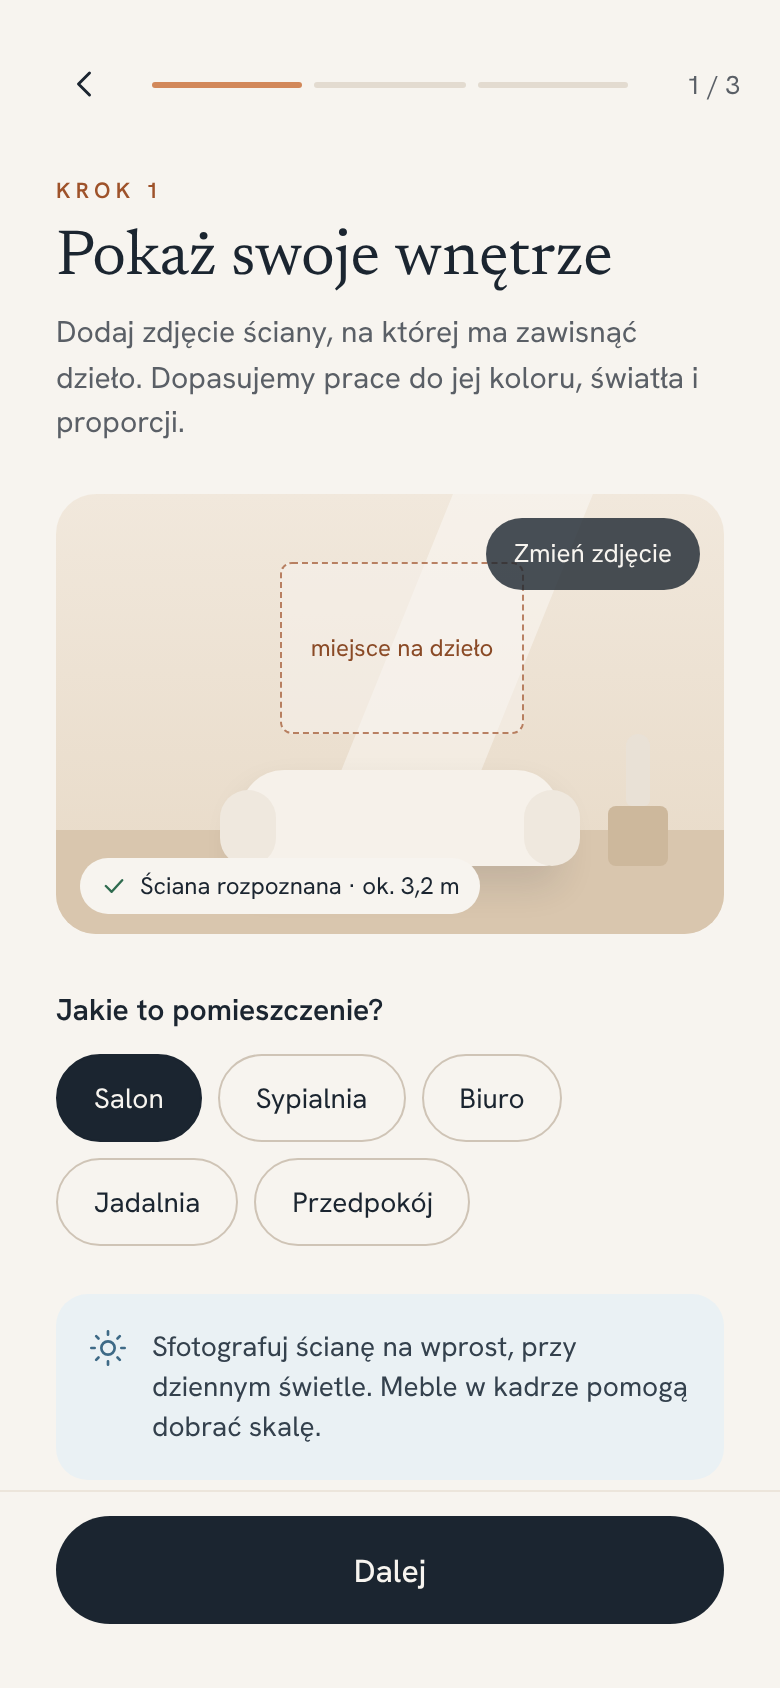 1 / 3
KROK 1
Pokaż swoje wnętrze
Dodaj zdjęcie ściany, na której ma zawisnąć
dzieło. Dopasujemy prace do jej koloru, światła i
proporcji.
Zmień zdjęcie
miejsce na dzieło
Ściana rozpoznana · ok. 3,2 m
Jakie to pomieszczenie?
Salon
Sypialnia
Biuro
Jadalnia
Przedpokój
Sfotografuj ścianę na wprost, przy
dziennym świetle. Meble w kadrze pomogą
dobrać skalę.
Dalej